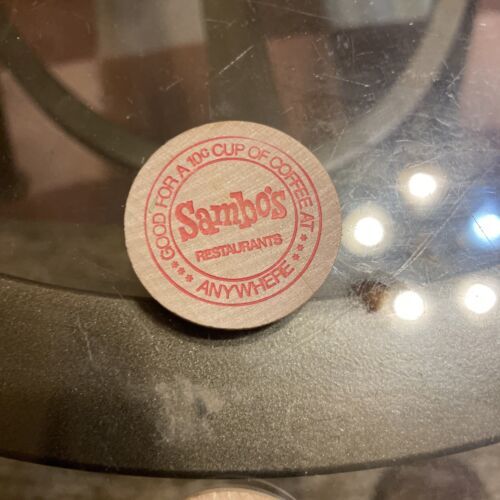 GOOD FOR A 10¢ CUP OF COFFEE AT
Sambo's
RESTAURANTS
*** ANYWHERE ***